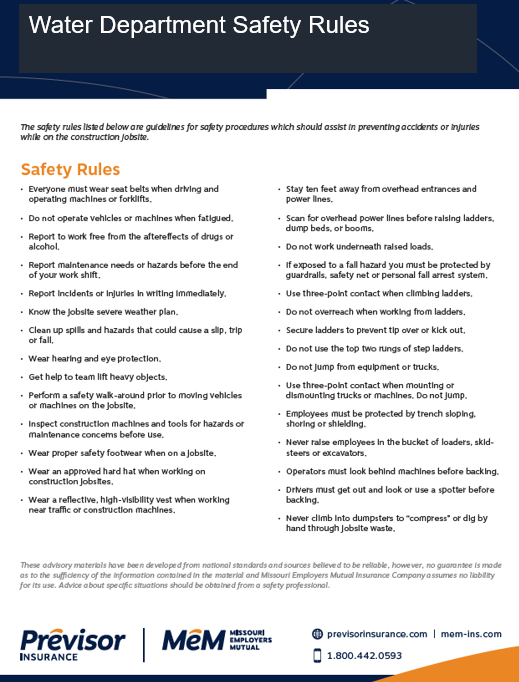 Water Department Safety Rules
The safety rules listed below are guidelines for safety procedures which should assist in preventing accidents or injuries
while on the construction jobsite.
Safety Rules
• Everyone must wear seat belts when driving and
operating machines or forklifts.
• Do not operate vehicles or machines when fatigued.
• Report to work free from the aftereffects of drugs or
alcohol.
• Report maintenance needs or hazards before the end
of your work shift.
• Report incidents or injuries in writing immediately.
• Know the jobsite severe weather plan.
• Clean up spills and hazards that could cause a slip, trip
or fall.
• Wear hearing and eye protection.
• Get help to team lift heavy objects.
• Perform a safety walk-around prior to moving vehicles
or machines on the jobsite.
• Inspect construction machines and tools for hazards or
maintenance concerns before use.
• Wear proper safety footwear when on a jobsite.
• Wear an approved hard hat when working on
construction jobsites.
• Wear a reflective, high-visibility vest when working
near traffic or construction machines.
• Stay ten feet away from overhead entrances and
power lines.
• Scan for overhead power lines before raising ladders,
dump beds, or booms.
• Do not work underneath raised loads.
• If exposed to a fall hazard you must be protected by
guardrails, safety net or personal fall arrest system.
• Use three-point contact when climbing ladders.
• Do not overreach when working from ladders.
• Secure ladders to prevent tip over or kick out.
• Do not use the top two rungs of step ladders.
• Do not jump from equipment or trucks.
• Use three-point contact when mounting or
dismounting trucks or machines. Do not jump.
• Employees must be protected by trench sloping,
shoring or shielding.
• Never raise employees in the bucket of loaders, skid-
steers or excavators.
• Operators must look behind machines before backing.
• Drivers must get out and look or use a spotter before
backing.
• Never climb into dumpsters to "compress" or dig by
hand through jobsite waste.
These advisory materials have been developed from national standards and sources believed to be reliable, however, no guarantee is made
as to the sufficiency of the information contained in the material and Missouri Employers Mutual Insurance Company assumes no liability
for its use. Advice about specific situations should be obtained from a safety professional.
Prēvisor
INSURANCE
MēM
MISSOURI
EMPLOYERS
MUTUAL
previsorinsurance.com | mem-ins.com
1.800.442.0593